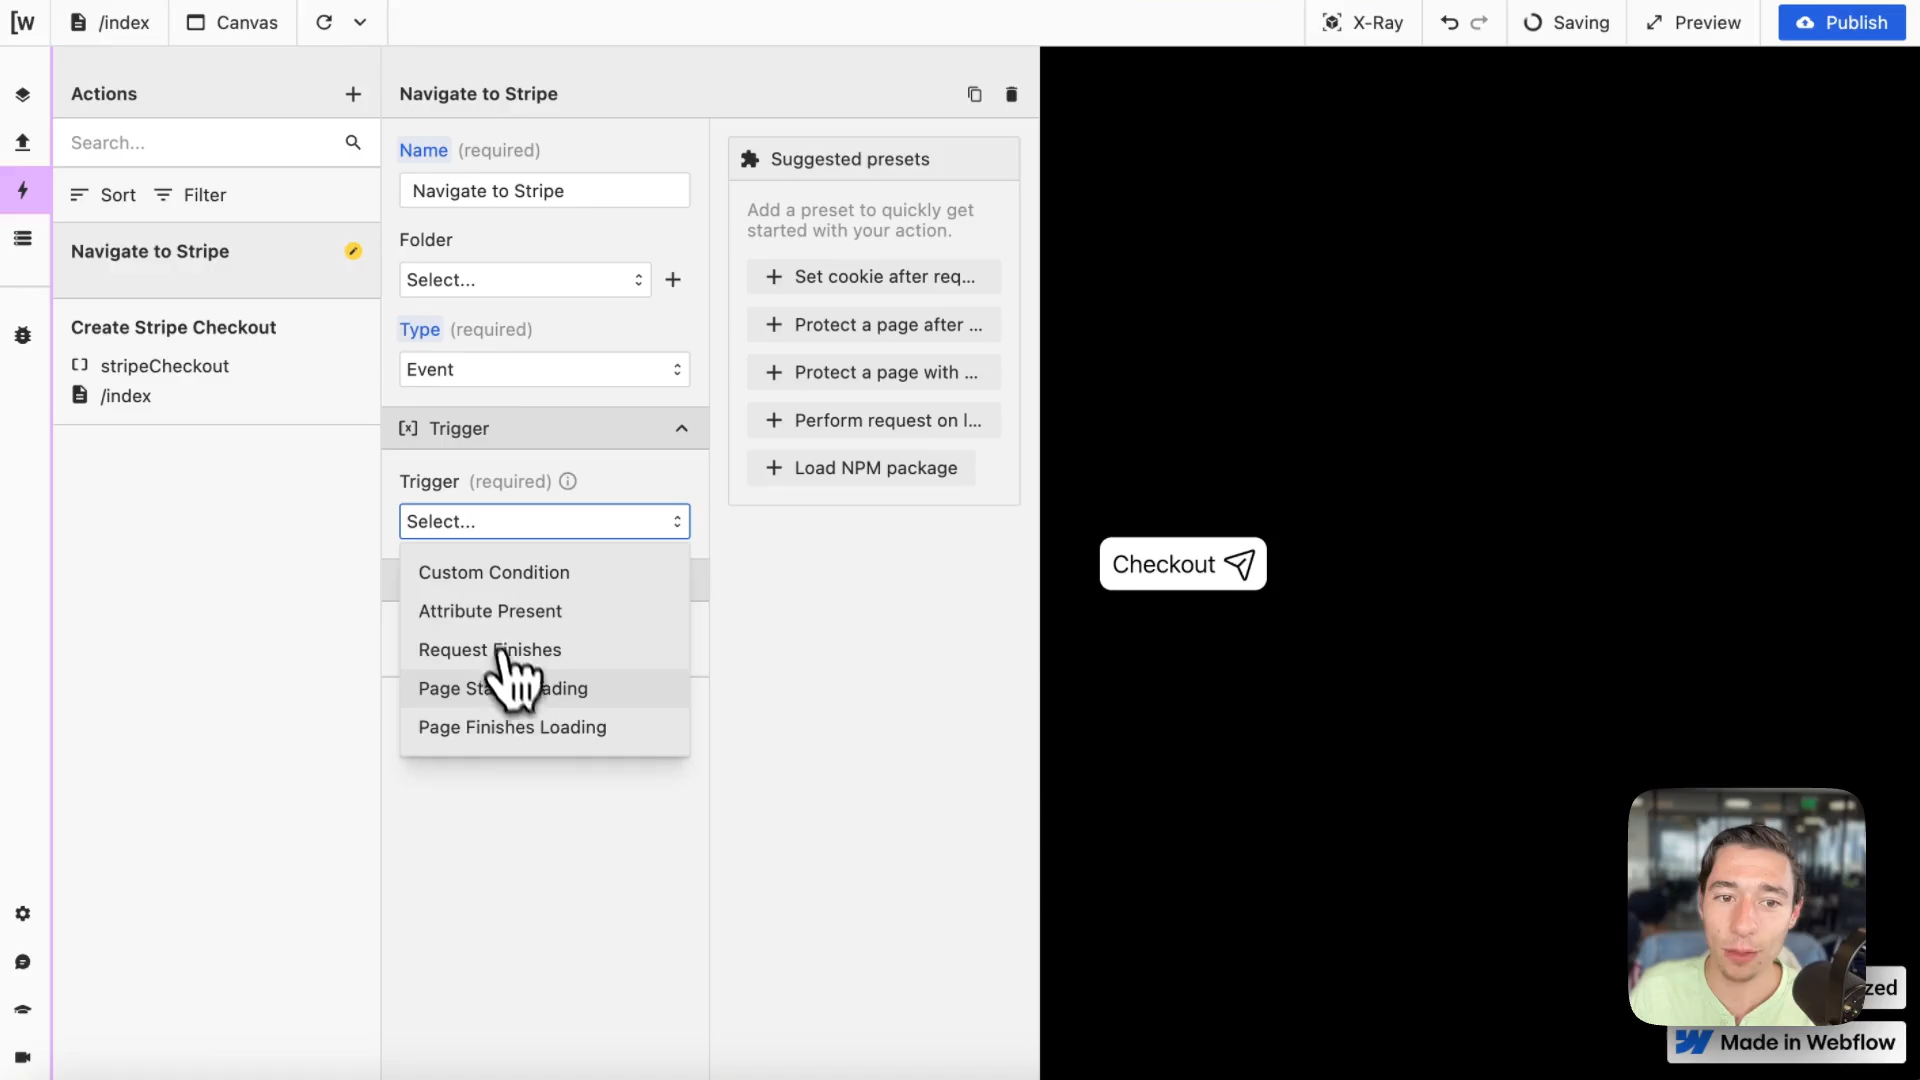 [w
/index
Canvas
X-Ray
Saving
Preview
Publish
Actions
Search...
Sort
Filter
Navigate to Stripe
Create Stripe Checkout
stripeCheckout
/index
Navigate to Stripe
Name (required)
Navigate to Stripe
Folder
Select...
Type (required)
Event
[x] Trigger
Trigger (required)
Select...
Custom Condition
Attribute Present
Request Finishes
Page
Page Finishes Loading
Suggested presets
Add a preset to quickly get
started with your action.
Set cookie after req...
Protect a page after ...
Protect a page with ...
Perform request on l...
Load NPM package
Checkout
Made in Webflow